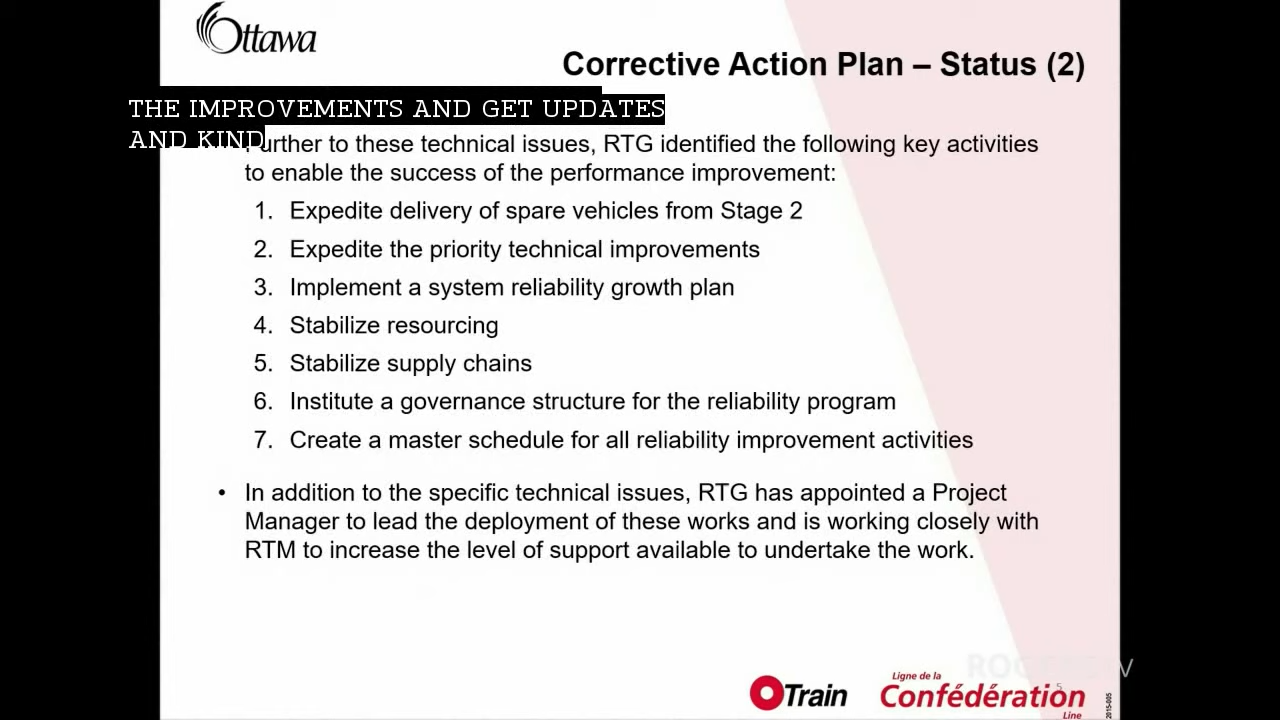 Ottawa
Corrective Action Plan – Status (2)
THE IMPROVEMENTS AND GET UPDATES
AND KIND
Further to these technical issues, RTG identified the following key activities
to enable the success of the performance improvement:
1. Expedite delivery of spare vehicles from Stage 2
2. Expedite the priority technical improvements
3. Implement a system reliability growth plan
4. Stabilize resourcing
5. Stabilize supply chains
6. Institute a governance structure for the reliability program
7. Create a master schedule for all reliability improvement activities
• In addition to the specific technical issues, RTG has appointed a Project
Manager to lead the deployment of these works and is working closely with
RTM to increase the level of support available to undertake the work.
5
OTrain
Ligne de la
Confédération
Line
2015-005